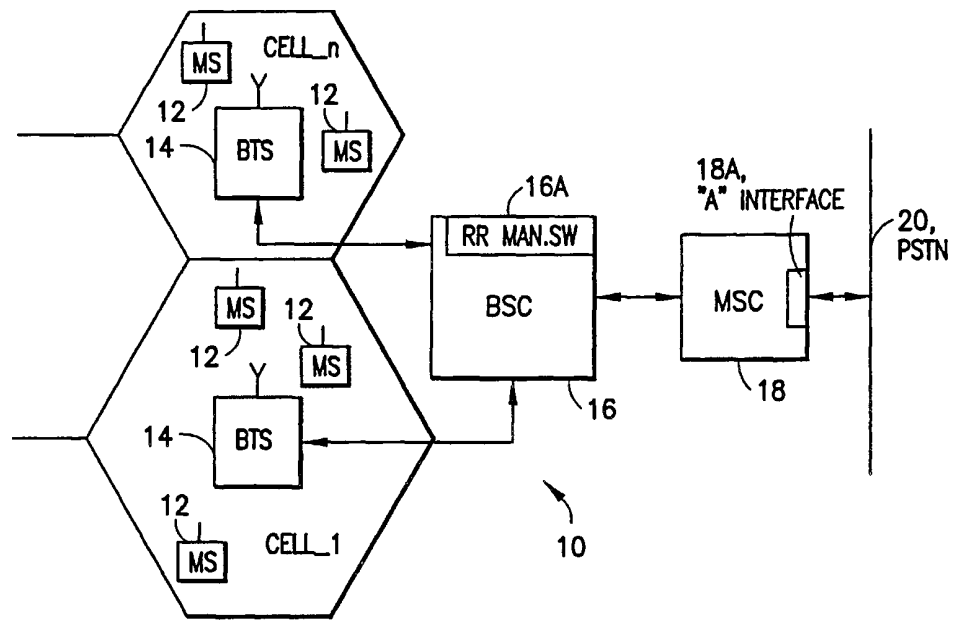 CELL_n
MS
12
12
MS
14
BTS
16A
RR MAN.SW
BSC
16
18A,
"A" INTERFACE
MSC
18
20,
PSTN
MS
12
12
MS
14
BTS
12
MS
CELL_1
10